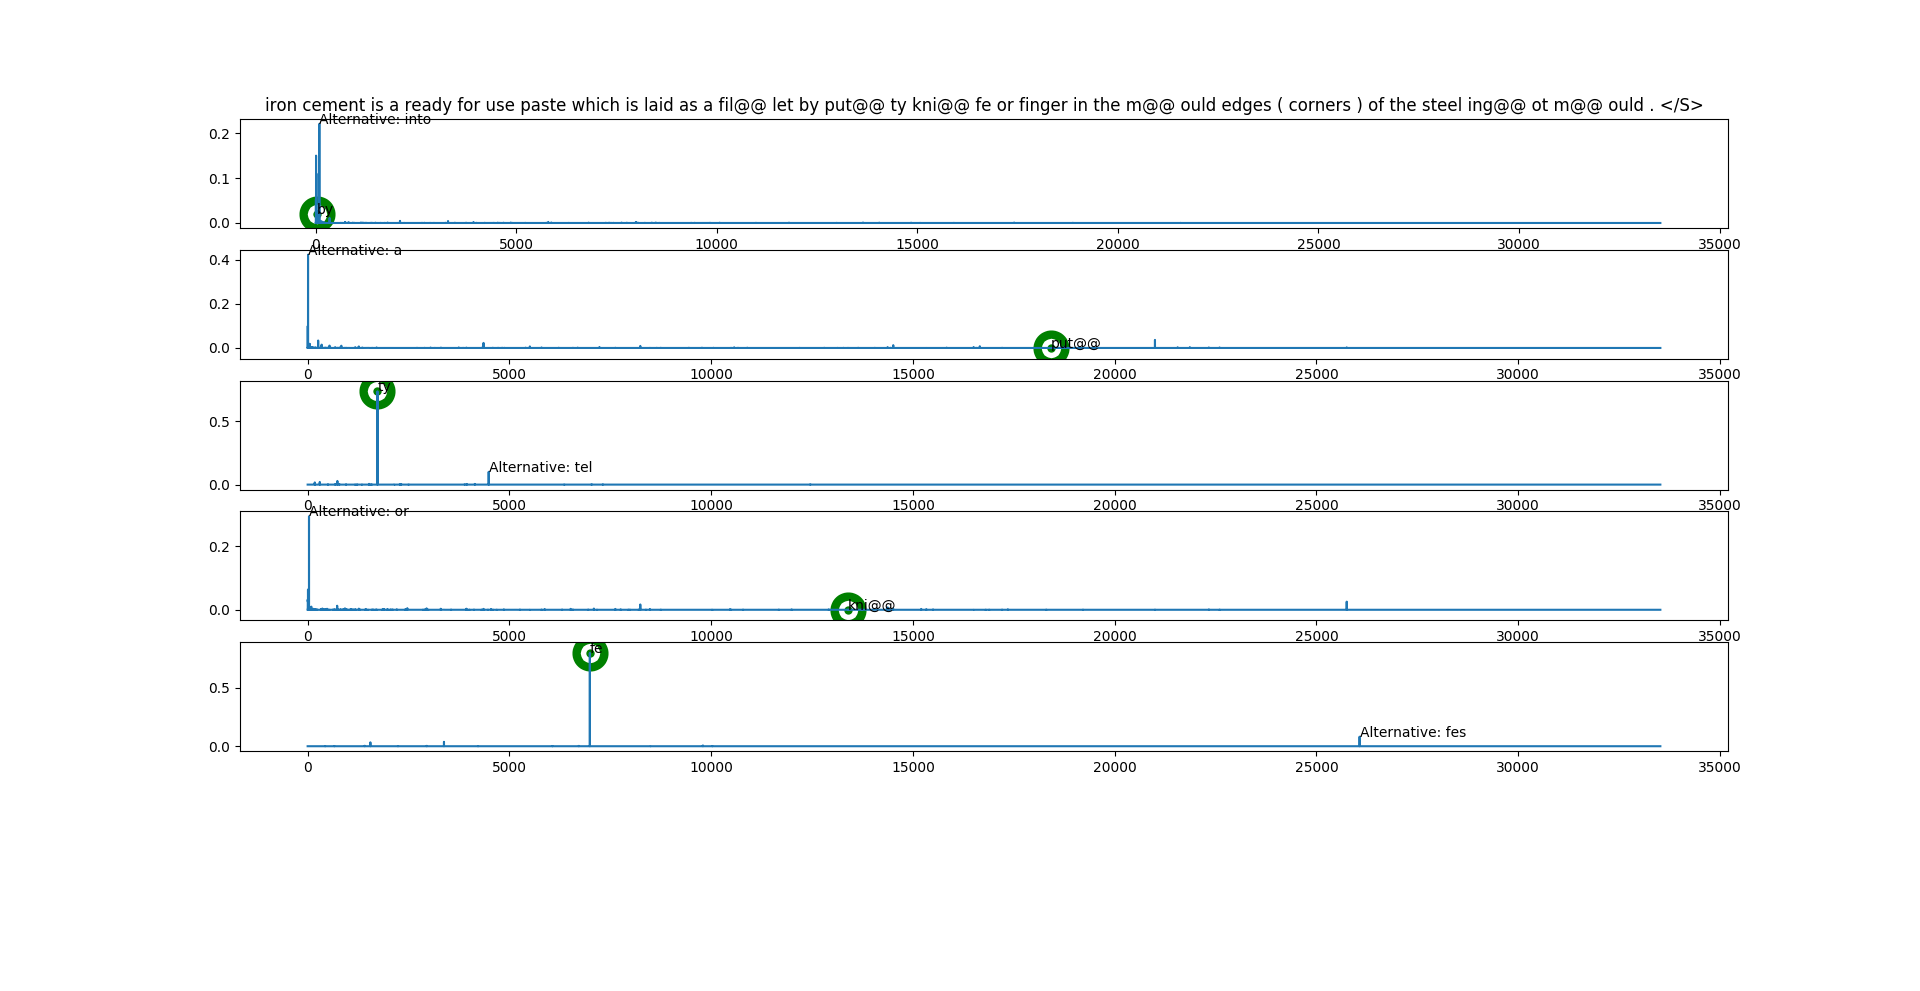 iron cement is a ready for use paste which is laid as a fil@@ let by put@@ ty kni@@ fe or finger in the m@@ ould edges ( corners ) of the steel ing@@ ot m@@ ould . </S>
Alternative: into
0.2
0.1
by
0.0
0 5000 10000 15000 20000 25000 30000 35000
Alternative: a
0.4
0.2
put@@
0.0
0 5000 10000 15000 20000 25000 30000 35000
ty
0.5
Alternative: tel
0.0
0 5000 10000 15000 20000 25000 30000 35000
Alternative: or
0.2
kni@@
0.0
0 5000 10000 15000 20000 25000 30000 35000
fe
0.5
Alternative: fes
0.0
0 5000 10000 15000 20000 25000 30000 35000